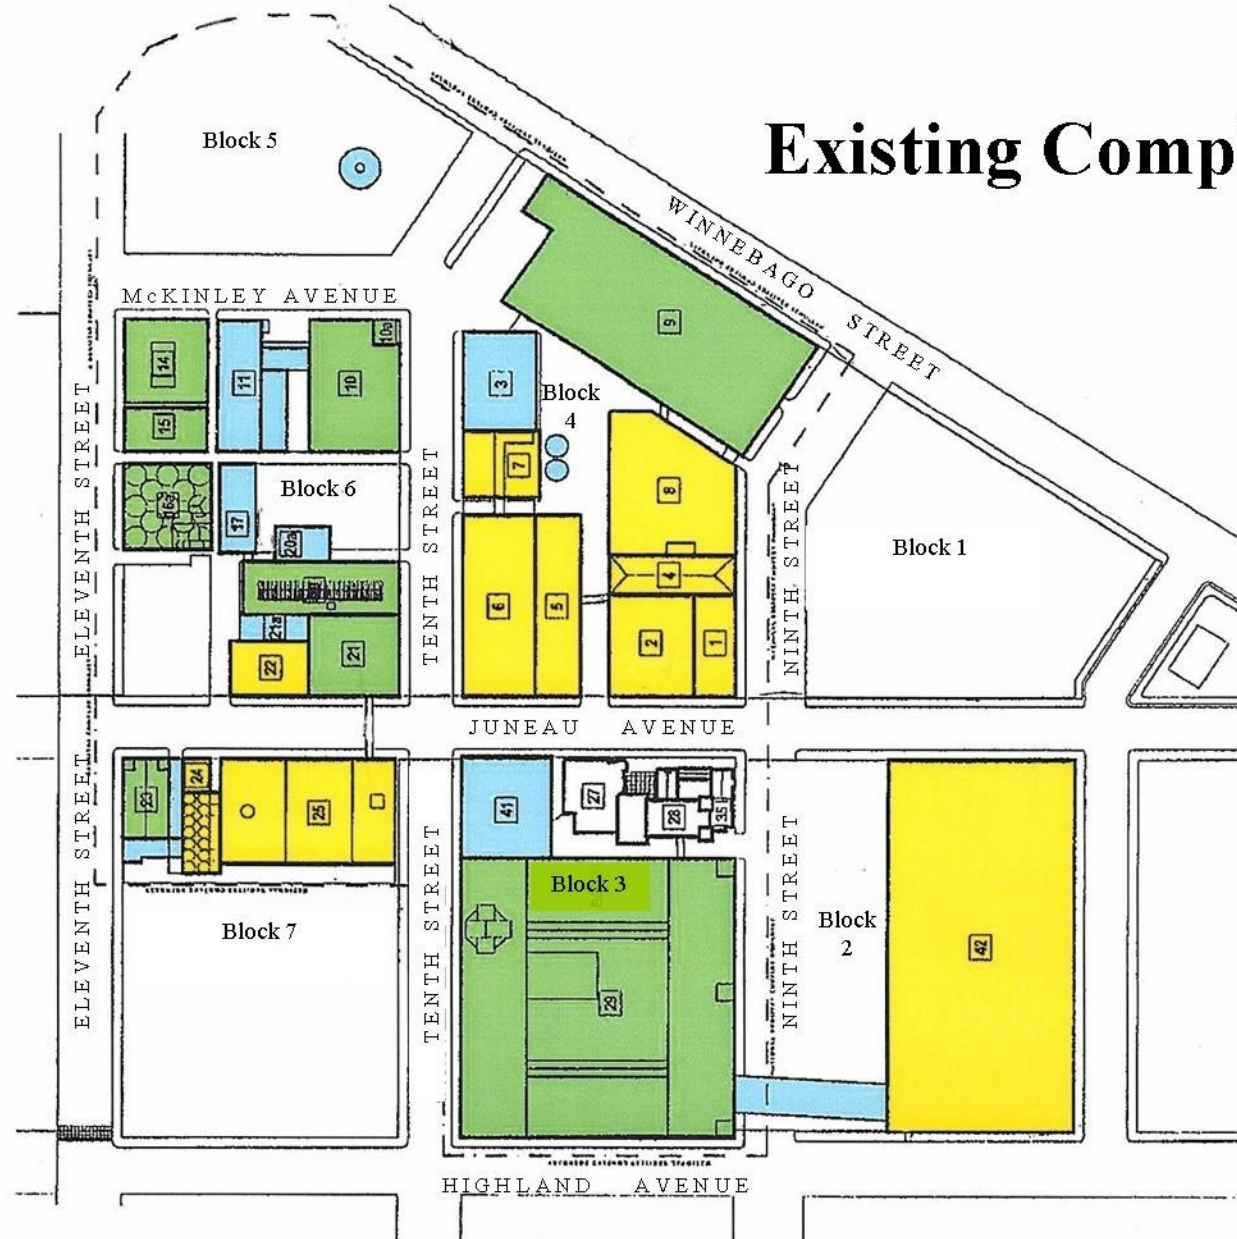 Existing Comp
Block 5
WINNEBAGO STREET
McKINLEY AVENUE
ELEVENTH STREET
14
11
10
10a
15
3
Block
4
9
7
8
TENTH STREET
NINTH STREET
16a
17
Block 6
20a
Block 1
4
6
5
2
1
21a
22
21
JUNEAU AVENUE
ELEVENTH STREET
23
24
25
41
27
28
35
TENTH STREET
NINTH STREET
Block 3
Block 7
Block
2
42
29
HIGHLAND AVENUE